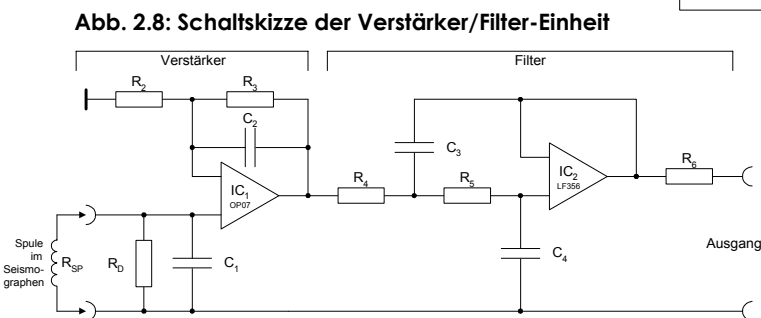 Abb. 2.8: Schaltskizze der Verstärker/Filter-Einheit
Verstärker
Filter
R2
R3
C2
C3
IC1
OP07
R4
R5
IC2
LF356
R6
Spule
im
Seismo-
graphen
RSP
RD
C1
C4
Ausgang